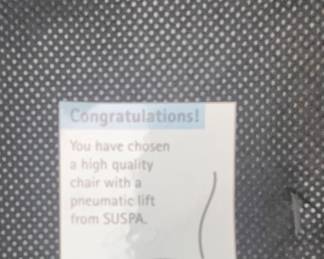 Congratulations!
You have chosen
a high quality
chair with a
pneumatic lift
from SUSPA.